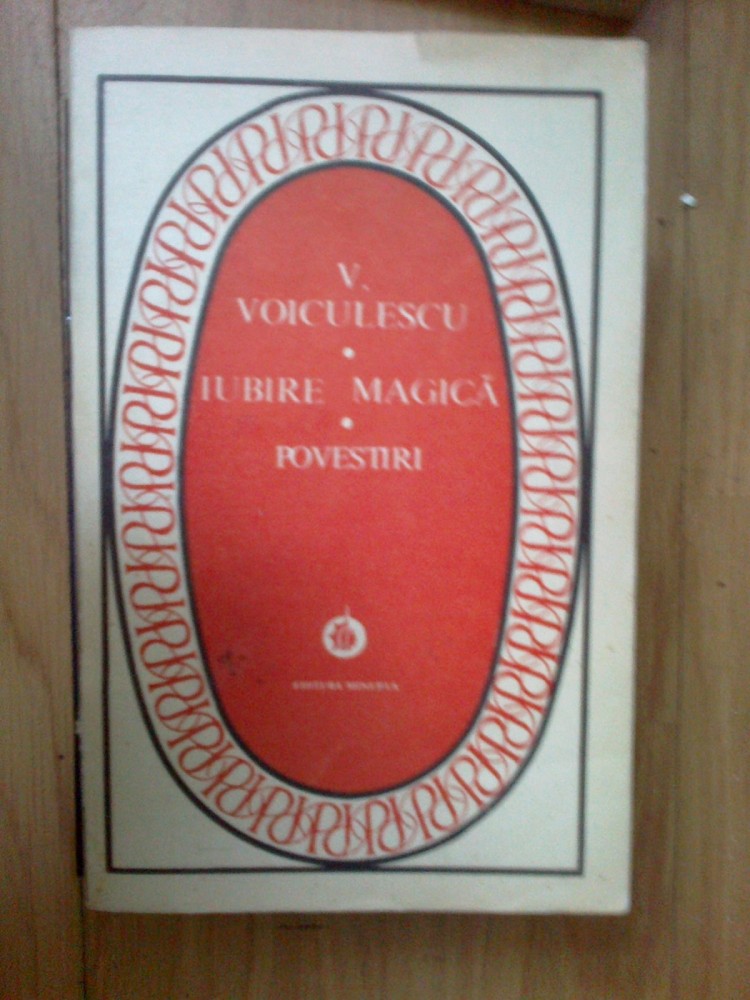 V.
VOICULESCU
•
IUBIRE MAGICĂ
•
POVESTIRI
EDITURA MINERVA